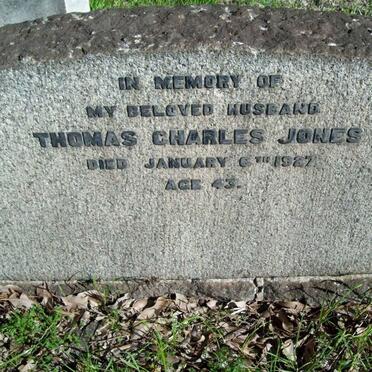 IN MEMORY OF
MY BELOVED HUSBAND
THOMAS CHARLES JONES
DIED JANUARY 6TH 1927.
AGE 43.